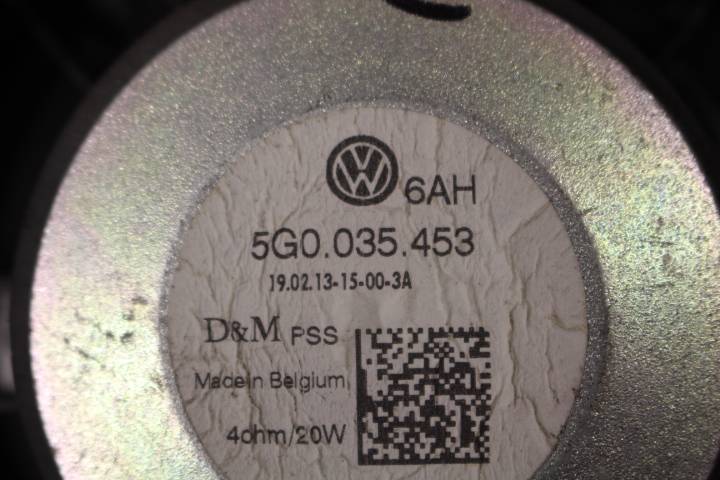 6AH
5G0.035.453
19.02.13-15-00-3A
D&M PSS
Made in Belgium
4ohm/20W